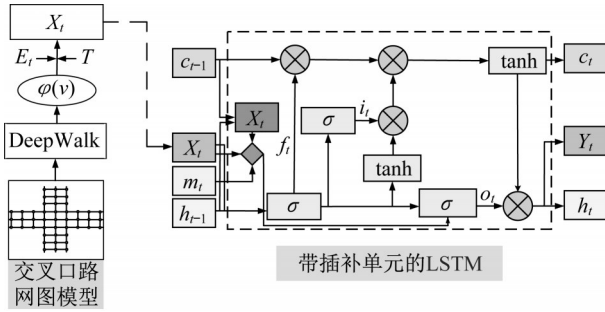 X_t
E_t
T
φ(v)
DeepWalk
交叉口路
网图模型
c_{t-1}
X_t
m_t
h_{t-1}
X_t
f_t
σ
i_t
tanh
σ
σ
o_t
tanh
c_t
Y_t
h_t
带插补单元的LSTM